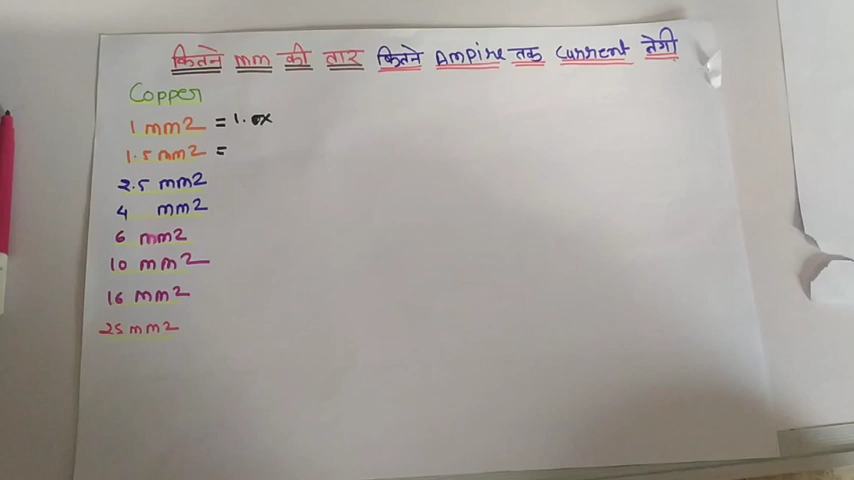 कितने mm की तार कितने Ampire तक Current लेगी
Copper
1 mm2 = 1.0x
1.5 mm2 =
2.5 mm2
4 mm2
6 mm2
10 mm2
16 mm2
25 mm2